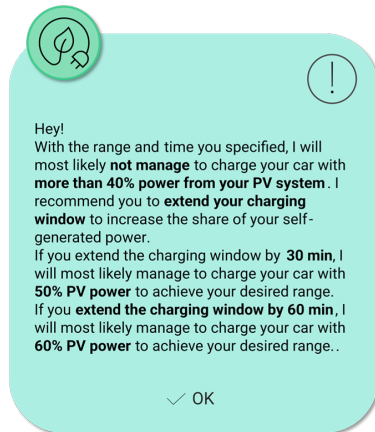 Hey!
With the range and time you specified, I will
most likely not manage to charge your car with
more than 40% power from your PV system. I
recommend you to extend your charging
window to increase the share of your self-
generated power.
If you extend the charging window by 30 min, I
will most likely manage to charge your car with
50% PV power to achieve your desired range.
If you extend the charging window by 60 min, I
will most likely manage to charge your car with
60% PV power to achieve your desired range..
OK